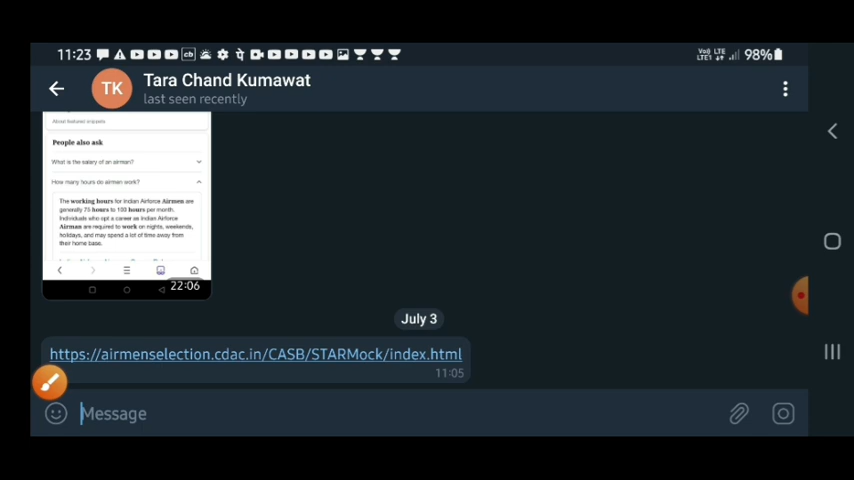 11:23
98%
Tara Chand Kumawat
TK
last seen recently
About featured snippets
People also ask
What is the salary of an airman?
How many hours do airmen work?
The working hours for Indian Airforce Airmen are
generally 75 hours to 100 hours per month.
Individuals who opt a career as Indian Airforce
Airman are required to work on nights, weekends,
holidays, and may spend a lot of time away from
their home base.
22:06
July 3
https://airmenselection.cdac.in/CASB/STARMock/index.html
11:05
Message